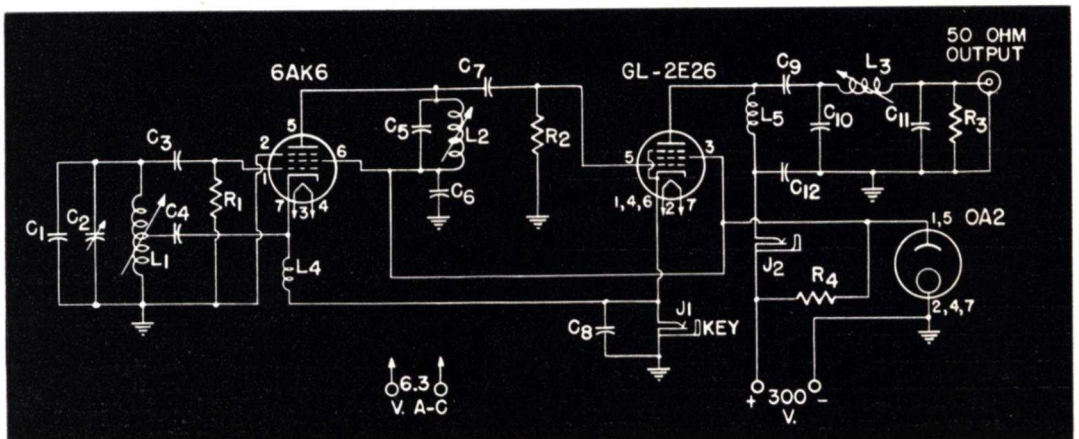 50 OHM
OUTPUT
6AK6
GL-2E26
C7
C9
L3
C5
L2
R2
L5
C10
C11
R3
C3
2
5
6
1
5
3
C6
C12
C1
C2
C4
R1
7
3
4
1,4,6
2
7
1,5
OA2
L1
L4
J2
R4
2,4,7
C8
J1
KEY
6.3
V. A-C
+ 300 -
V.